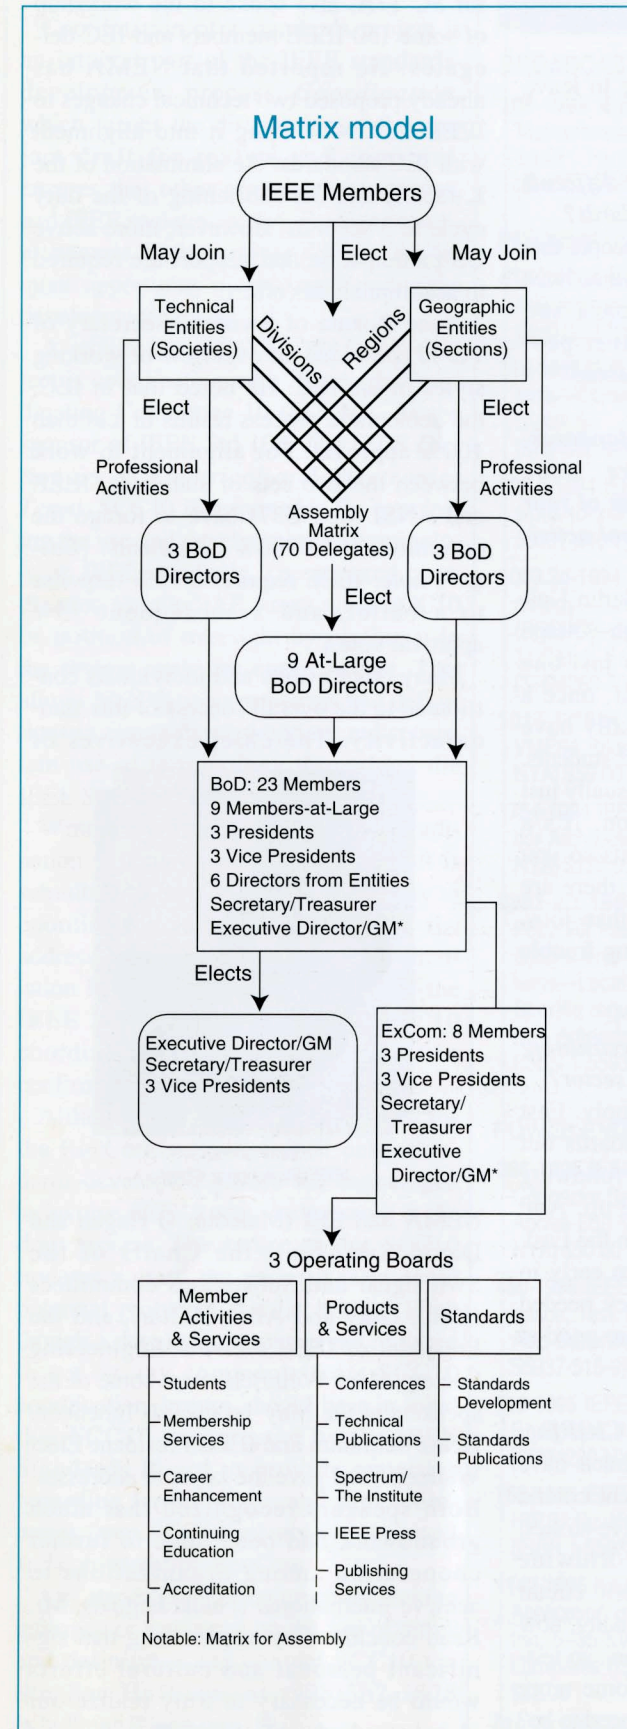 Matrix model
IEEE Members
May Join
Elect
May Join
Technical
Entities
(Societies)
Divisions
Regions
Geographic
Entities
(Sections)
Elect
Elect
Professional
Activities
Professional
Activities
Assembly
Matrix
(70 Delegates)
3 BoD
Directors
3 BoD
Directors
Elect
9 At-Large
BoD Directors
BoD: 23 Members
9 Members-at-Large
3 Presidents
3 Vice Presidents
6 Directors from Entities
Secretary/Treasurer
Executive Director/GM*
Elects
Executive Director/GM
Secretary/Treasurer
3 Vice Presidents
ExCom: 8 Members
3 Presidents
3 Vice Presidents
Secretary/
Treasurer
Executive
Director/GM*
3 Operating Boards
Member
Activities
& Services
Students
Membership
Services
Career
Enhancement
Continuing
Education
Accreditation
Products
& Services
Conferences
Technical
Publications
Spectrum/
The Institute
IEEE Press
Publishing
Services
Standards
Standards
Development
Standards
Publications
Notable: Matrix for Assembly